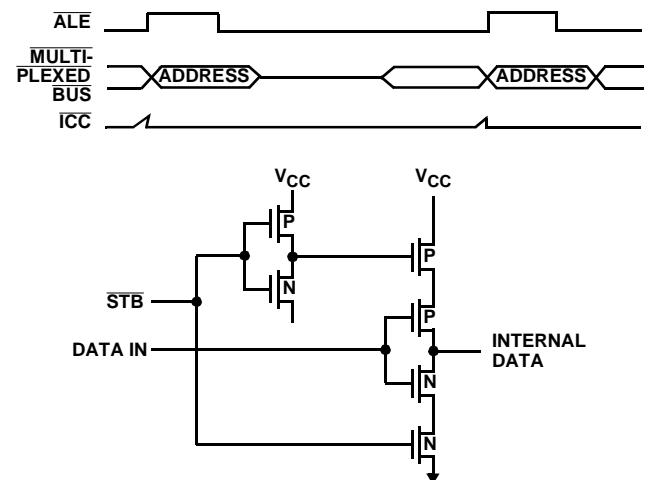 ALE
MULTI-
PLEXED
BUS
ADDRESS
ADDRESS
ICC
VCC
VCC
P
P
N
STB
P
DATA IN
INTERNAL
DATA
N
N